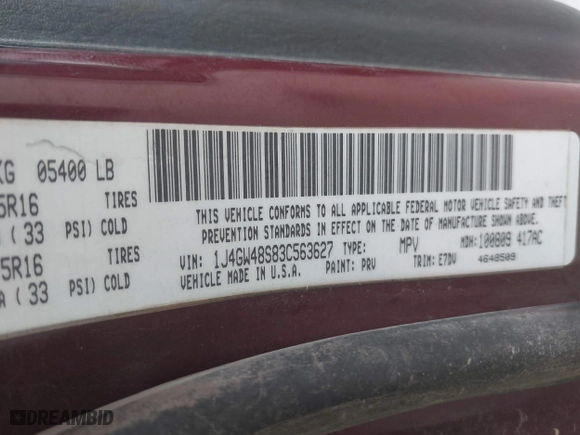 KG 05400 LB
5R16 TIRES
(33 PSI) COLD
5R16 TIRES
(33 PSI) COLD
THIS VEHICLE CONFORMS TO ALL APPLICABLE FEDERAL MOTOR VEHICLE SAFETY AND THEFT
PREVENTION STANDARDS IN EFFECT ON THE DATE OF MANUFACTURE SHOWN ABOVE.
VIN: 1J4GW48S83C563627 TYPE: MPV MDH: 100809 417AC
VEHICLE MADE IN U.S.A. PAINT: PRV TRIM: E7DV 4648509
DREAMBID